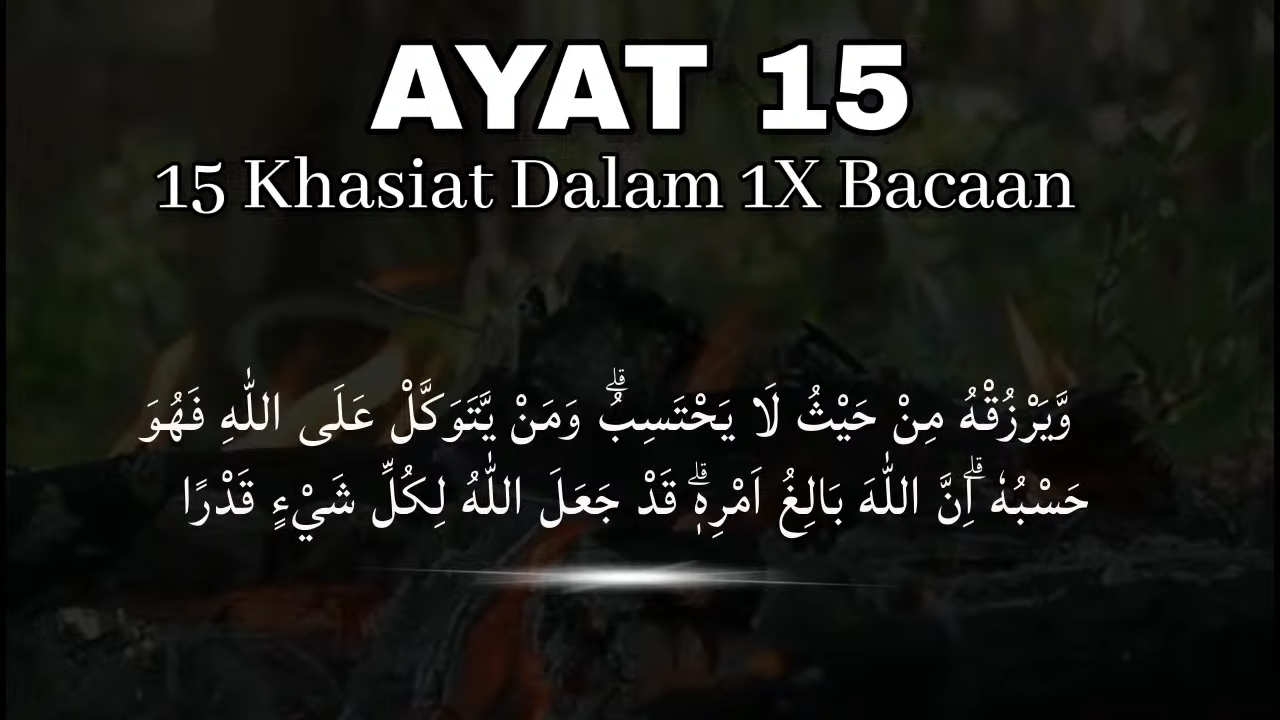 AYAT 15
15 Khasiat Dalam 1X Bacaan
وَّيَرْزُقْهُ مِنْ حَيْثُ لَا يَحْتَسِبُۗ وَمَنْ يَّتَوَكَّلْ عَلَى اللّٰهِ فَهُوَ
حَسْبُهٗ ۗاِنَّ اللّٰهَ بَالِغُ اَمْرِهٖۗ قَدْ جَعَلَ اللّٰهُ لِكُلِّ شَيْءٍ قَدْرًا